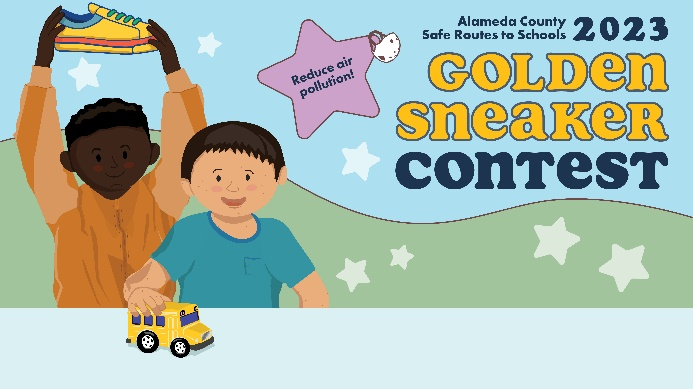 Alameda County
Safe Routes to Schools
2023
GOLDEN
SNEAKER
CONTEST
Reduce air
pollution!